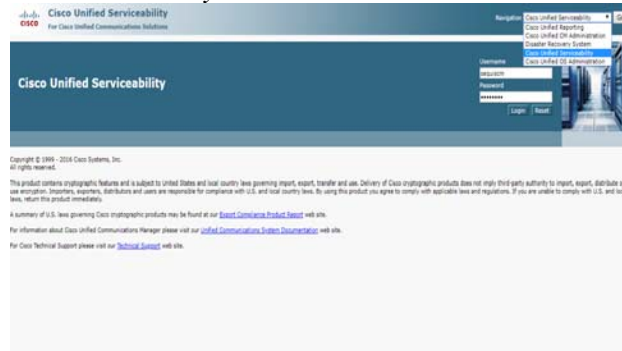 cisco
Cisco Unified Serviceability
For Cisco Unified Communications Solutions
Navigation Cisco Unified Serviceability
Cisco Unified Reporting
Cisco Unified CM Administration
Disaster Recovery System
Cisco Unified Serviceability
Cisco Unified OS Administration
Cisco Unified Serviceability
Username
Password
Login Reset
Copyright © 1999 - 2016 Cisco Systems, Inc.
All rights reserved.
This product contains cryptographic features and is subject to United States and local country laws governing import, export, transfer and use. Delivery of Cisco cryptographic products does not imply third-party authority to import, export, distribute
use encryption. Importers, exporters, distributors and users are responsible for compliance with U.S. and local country laws. By using this product you agree to comply with applicable laws and regulations. If you are unable to comply with U.S. and
laws, return this product immediately.
A summary of U.S. laws governing Cisco cryptographic products may be found at our Export Compliance Product Report web site.
For information about Cisco Unified Communications Manager please visit our Unified Communications System Documentation web site.
For Cisco Technical Support please visit our Technical Support web site.